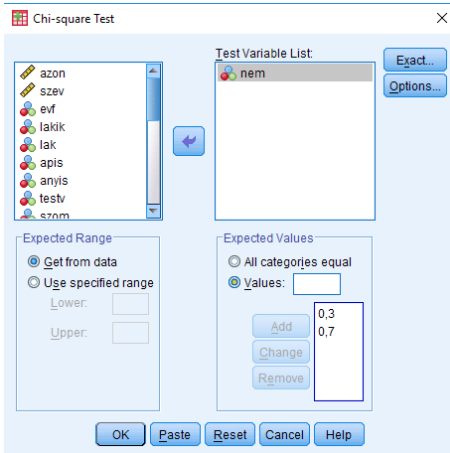 Chi-square Test
Test Variable List:
azon
szev
evf
lakik
lak
apis
anyis
testv
szom
nem
Exact...
Options...
Expected Range
Get from data
Use specified range
Lower:
Upper:
Expected Values
All categories equal
Values:
Add
Change
Remove
0,3
0,7
OK Paste Reset Cancel Help